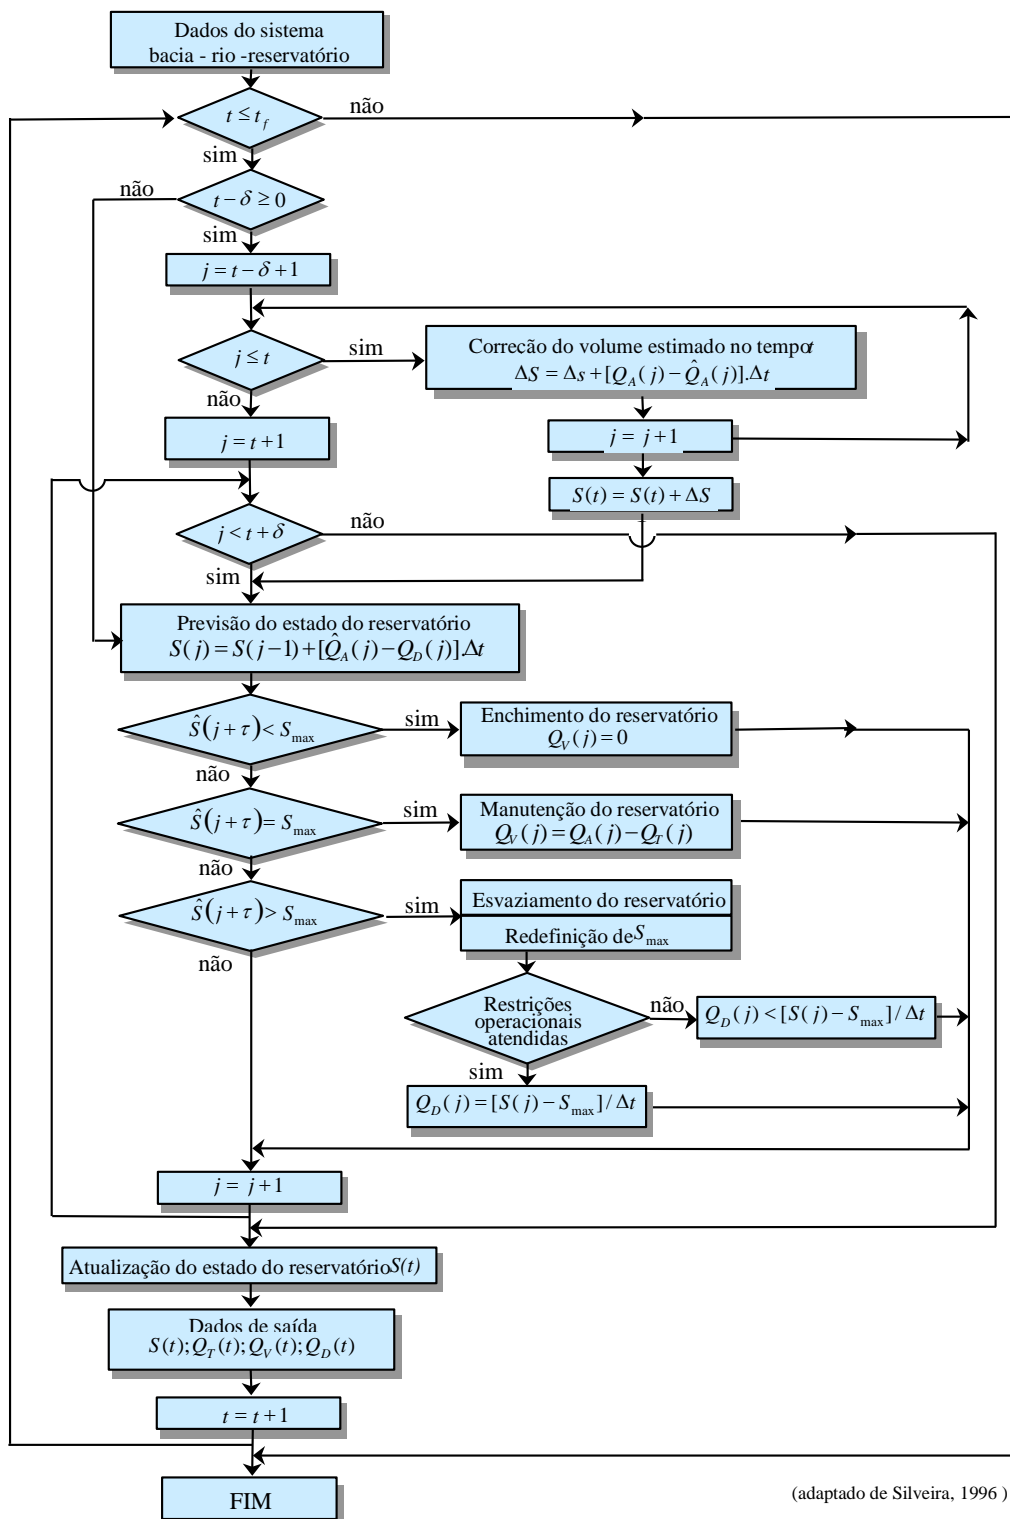 Dados do sistema
bacia - rio -reservatório
t ≤ t_f
não
sim
t − δ ≥ 0
não
sim
j = t − δ + 1
j ≤ t
sim
não
Correção do volume estimado no tempo t
ΔS = Δs + [Q_A(j) − Q̂_A(j)].Δt
j = t + 1
j = j + 1
S(t) = S(t) + ΔS
j < t + δ
não
sim
Previsão do estado do reservatório
S(j) = S(j−1) + [Q̂_A(j) − Q_D(j)].Δt
Ŝ(j + τ) < S_max
sim
não
Enchimento do reservatório
Q_V(j) = 0
Ŝ(j + τ) = S_max
sim
não
Manutenção do reservatório
Q_V(j) = Q_A(j) − Q_T(j)
Ŝ(j + τ) > S_max
sim
não
Esvaziamento do reservatório
Redefinição de S_max
Restrições
operacionais
atendidas
não
sim
Q_D(j) < [S(j) − S_max] / Δt
Q_D(j) = [S(j) − S_max] / Δt
j = j + 1
Atualização do estado do reservatório S(t)
Dados de saída
S(t); Q_T(t); Q_V(t); Q_D(t)
t = t + 1
FIM
(adaptado de Silveira, 1996 )